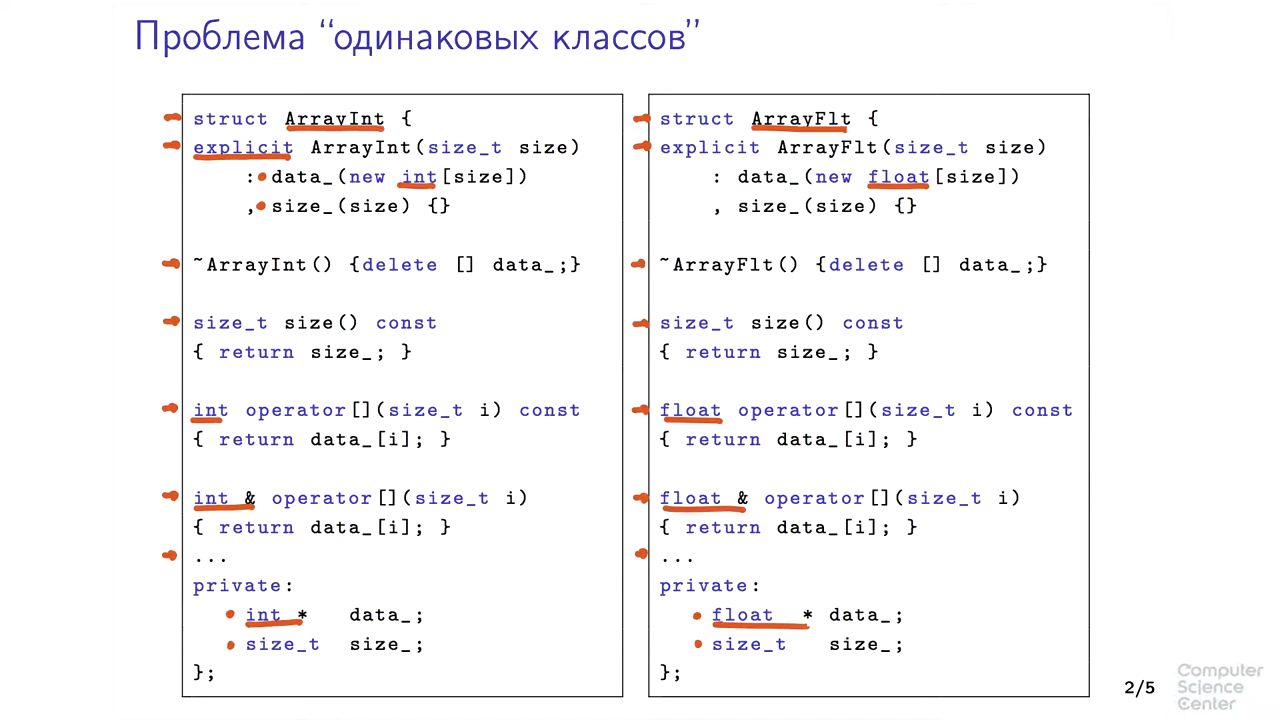 Проблема “одинаковых классов”
struct ArrayInt {
explicit ArrayInt(size_t size)
: data_(new int[size])
, size_(size) {}
~ArrayInt() {delete [] data_;}
size_t size() const
{ return size_; }
int operator[](size_t i) const
{ return data_[i]; }
int & operator[](size_t i)
{ return data_[i]; }
...
private:
int * data_;
size_t size_;
};
struct ArrayFlt {
explicit ArrayFlt(size_t size)
: data_(new float[size])
, size_(size) {}
~ArrayFlt() {delete [] data_;}
size_t size() const
{ return size_; }
float operator[](size_t i) const
{ return data_[i]; }
float & operator[](size_t i)
{ return data_[i]; }
...
private:
float * data_;
size_t size_;
};
2/5
Computer
Science
Center